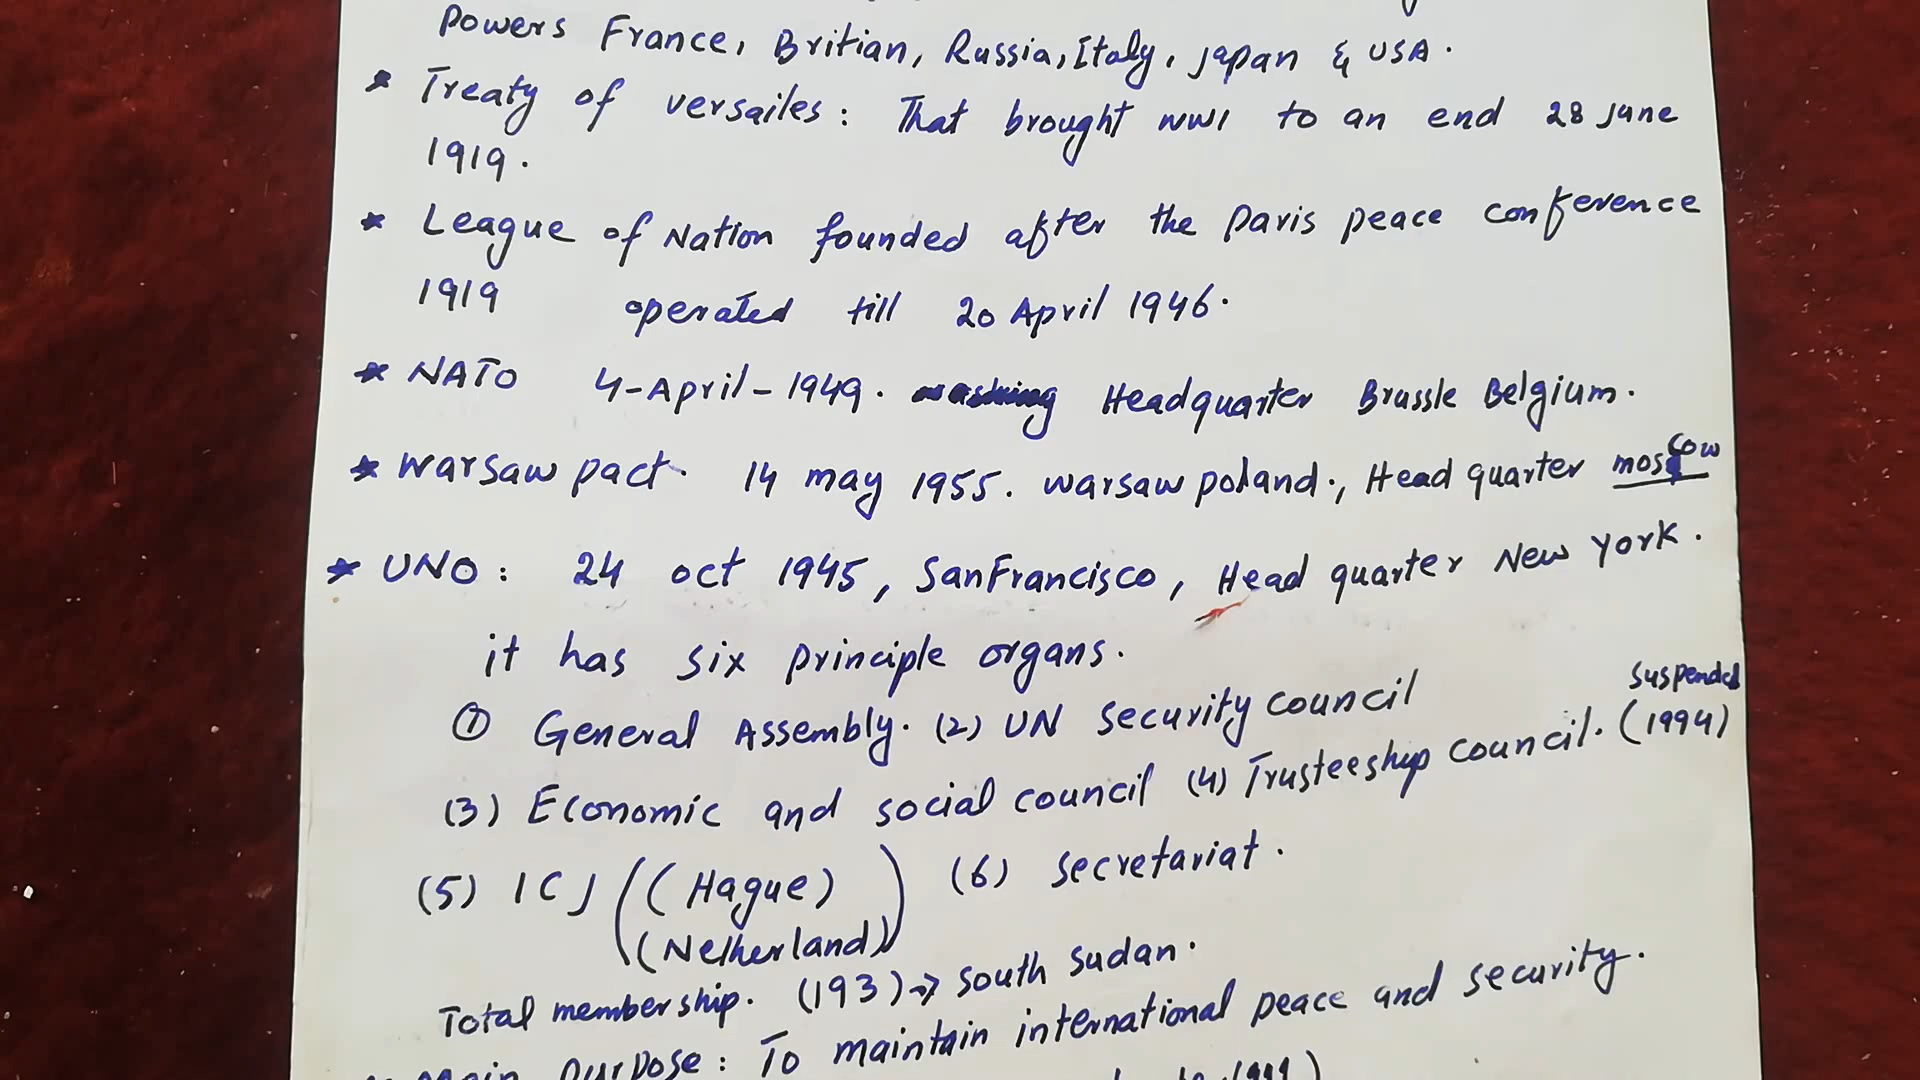 Powers France, Britian, Russia, Italy, Japan & USA.
* Treaty of versailes: That brought WW1 to an end 28 June
1919.
* League of Nation founded after the Paris peace conference
1919 operated till 20 April 1946.
* NATO 4-April-1949. Headquarter Brussle Belgium.
* Warsaw pact. 14 may 1955. Warsaw poland., Head quarter moscow
* UNO: 24 oct 1945, SanFrancisco, Head quarter New york.
it has six principle organs.
① General Assembly. (2) UN Security council
suspended
(3) Economic and social council (4) Trusteeship council. (1994)
(5) ICJ ((Hague) (6) Secretariat.
(Netherland))
Total membership. (193) → South Sudan.
Main purpose: To maintain international peace and security.